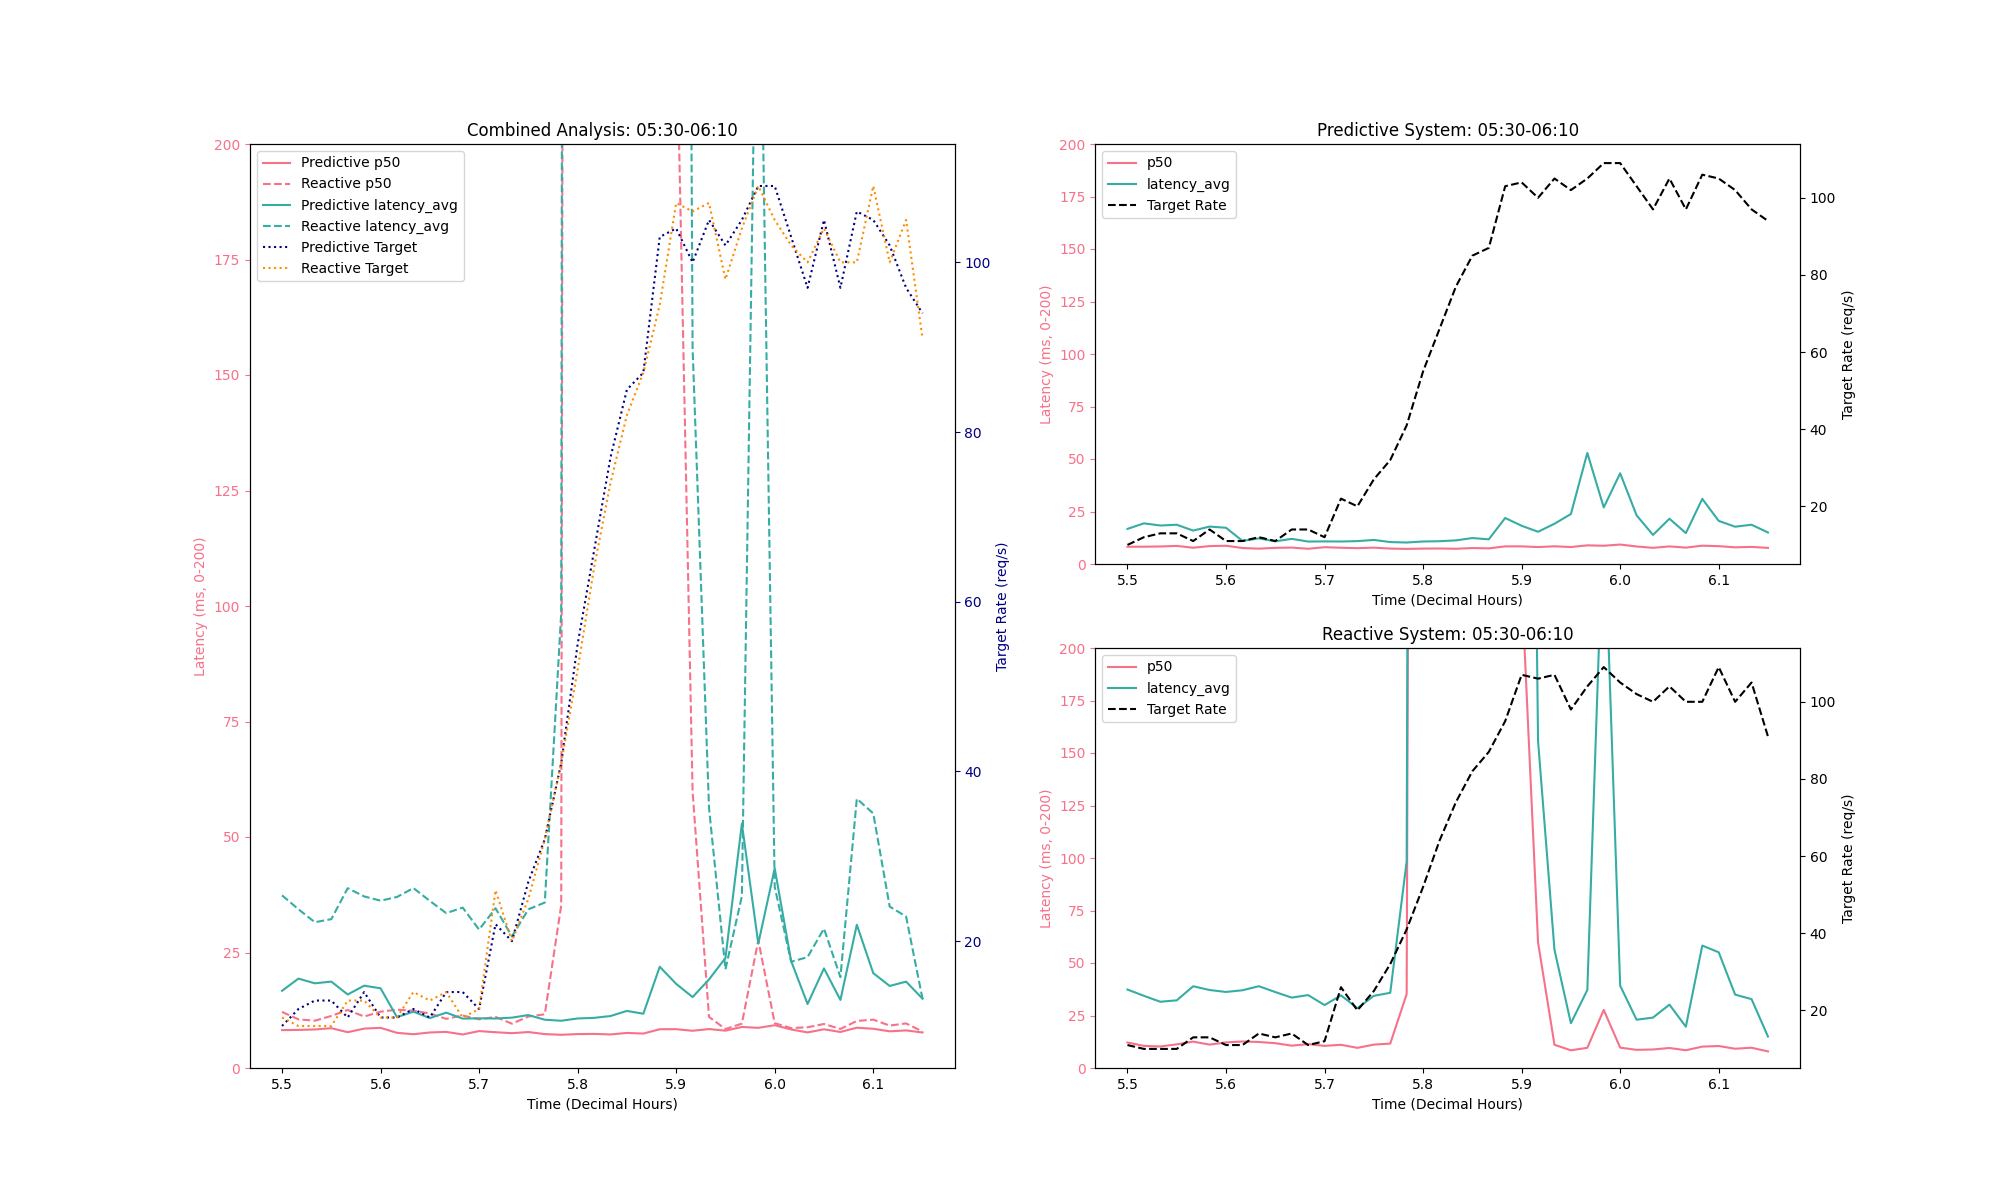 Combined Analysis: 05:30-06:10
Predictive p50
Reactive p50
Predictive latency_avg
Reactive latency_avg
Predictive Target
Reactive Target
200
175
150
125
100
75
50
25
0
Latency (ms, 0-200)
100
80
60
40
20
Target Rate (req/s)
5.5 5.6 5.7 5.8 5.9 6.0 6.1
Time (Decimal Hours)
Predictive System: 05:30-06:10
p50
latency_avg
Target Rate
200
175
150
125
100
75
50
25
0
Latency (ms, 0-200)
100
80
60
40
20
Target Rate (req/s)
5.5 5.6 5.7 5.8 5.9 6.0 6.1
Time (Decimal Hours)
Reactive System: 05:30-06:10
p50
latency_avg
Target Rate
200
175
150
125
100
75
50
25
0
Latency (ms, 0-200)
100
80
60
40
20
Target Rate (req/s)
5.5 5.6 5.7 5.8 5.9 6.0 6.1
Time (Decimal Hours)